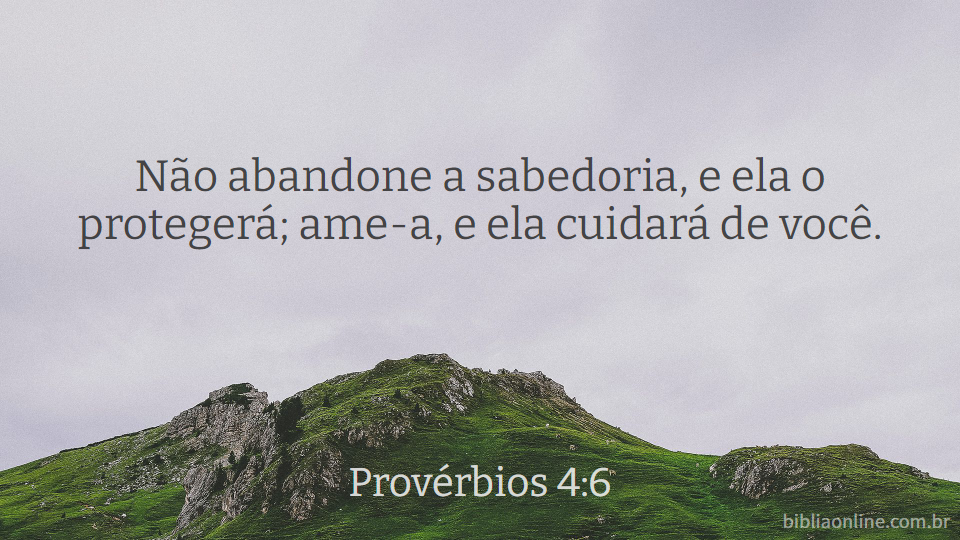 Não abandone a sabedoria, e ela o
protegerá; ame-a, e ela cuidará de você.
Provérbios 4:6
bibliaonline.com.br